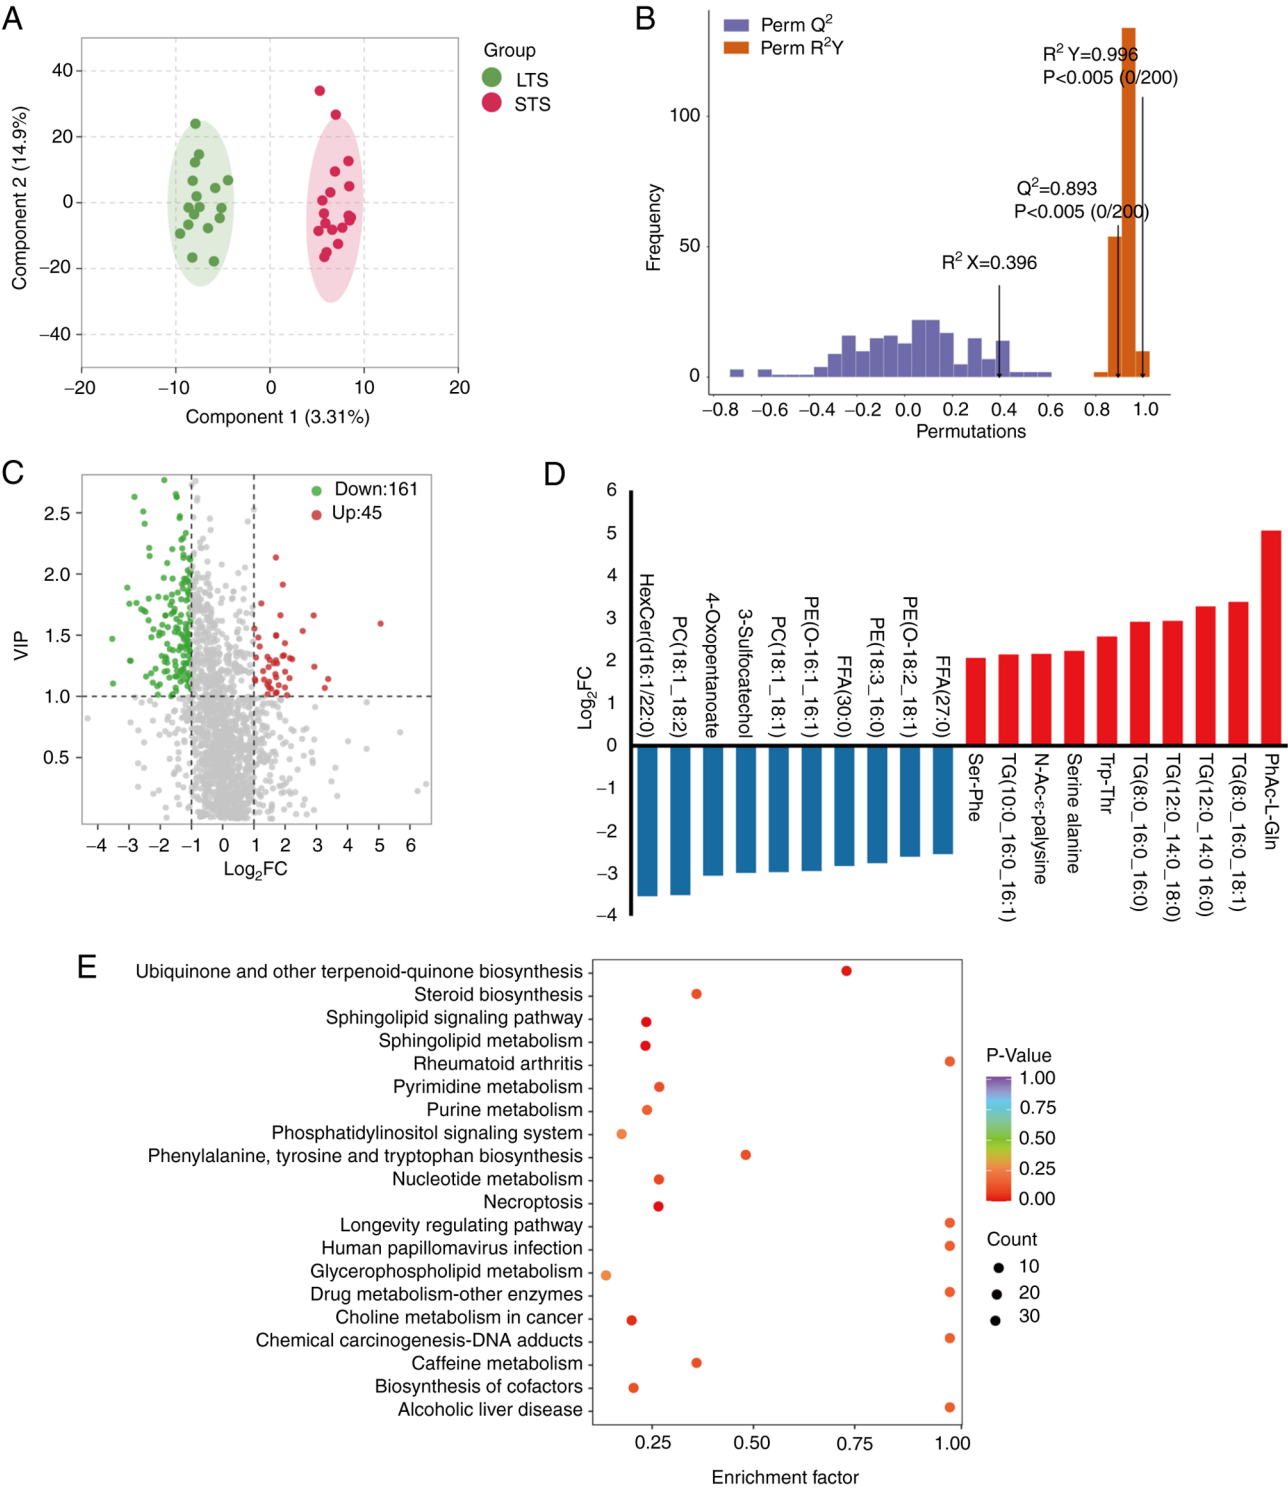 A
Group
LTS
STS
40
20
0
−20
−40
−20
−10
0
10
20
Component 2 (14.9%)
Component 1 (3.31%)
B
Perm Q²
Perm R²Y
R² Y=0.996
P<0.005 (0/200)
Q²=0.893
P<0.005 (0/200)
R² X=0.396
100
50
0
Frequency
−0.8
−0.6
−0.4
−0.2
0.0
0.2
0.4
0.6
0.8
1.0
Permutations
C
Down:161
Up:45
2.5
2.0
1.5
1.0
0.5
VIP
−4
−3
−2
−1
0
1
2
3
4
5
6
Log₂FC
D
6
5
4
3
2
1
0
−1
−2
−3
−4
Log₂FC
HexCer(d16:1/22:0)
PC(18:1_18:2)
4-Oxopentanoate
3-Sulfocatechol
PC(18:1_18:1)
PE(O-16:1_16:1)
FFA(30:0)
PE(18:3_16:0)
PE(O-18:2_18:1)
FFA(27:0)
Ser-Phe
TG(10:0_16:0_16:1)
N-Ac-ε-palysine
Serine alanine
Trp-Thr
TG(8:0_16:0_16:0)
TG(12:0_14:0_18:0)
TG(12:0_14:0 16:0)
TG(8:0_16:0_18:1)
PhAc-L-Gln
E
Ubiquinone and other terpenoid-quinone biosynthesis
Steroid biosynthesis
Sphingolipid signaling pathway
Sphingolipid metabolism
Rheumatoid arthritis
Pyrimidine metabolism
Purine metabolism
Phosphatidylinositol signaling system
Phenylalanine, tyrosine and tryptophan biosynthesis
Nucleotide metabolism
Necroptosis
Longevity regulating pathway
Human papillomavirus infection
Glycerophospholipid metabolism
Drug metabolism-other enzymes
Choline metabolism in cancer
Chemical carcinogenesis-DNA adducts
Caffeine metabolism
Biosynthesis of cofactors
Alcoholic liver disease
0.25
0.50
0.75
1.00
Enrichment factor
P-Value
1.00
0.75
0.50
0.25
0.00
Count
10
20
30